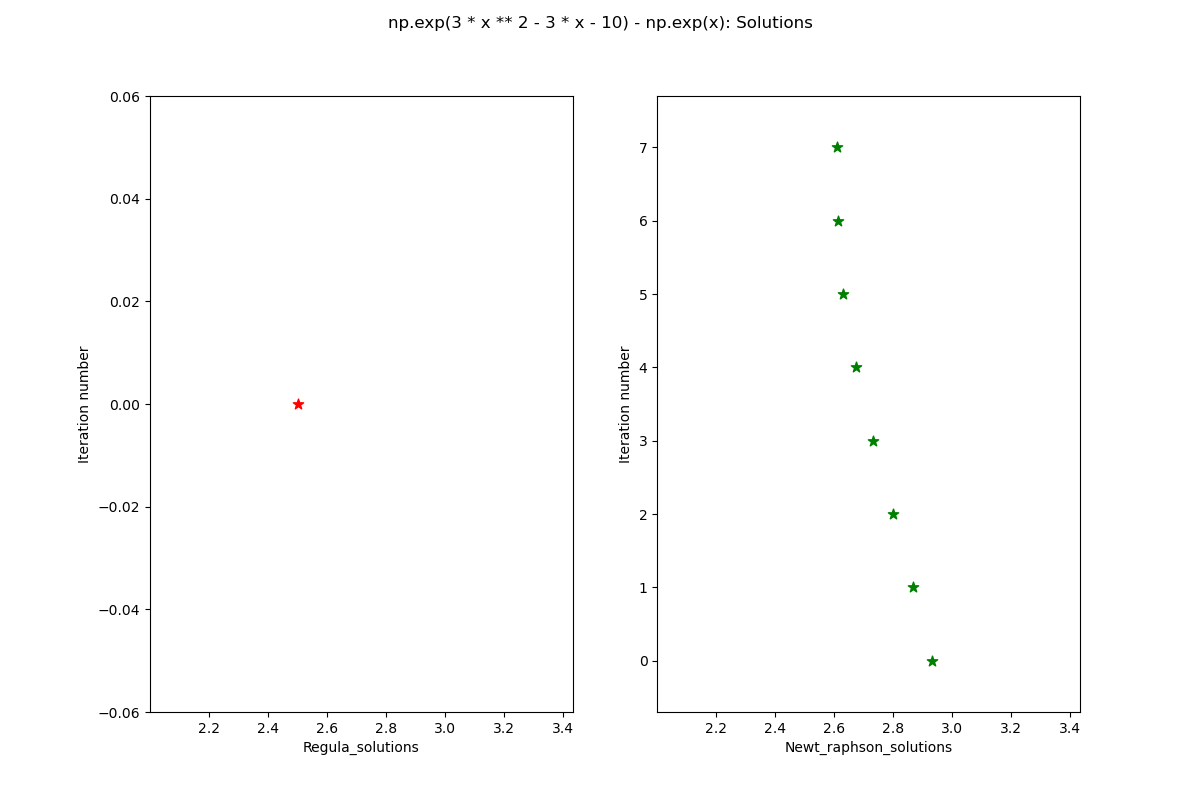 np.exp(3 * x ** 2 - 3 * x - 10) - np.exp(x): Solutions
0.06
0.04
0.02
0.00
−0.02
−0.04
−0.06
Iteration number
2.2 2.4 2.6 2.8 3.0 3.2 3.4
Regula_solutions
7
6
5
4
3
2
1
0
Iteration number
2.2 2.4 2.6 2.8 3.0 3.2 3.4
Newt_raphson_solutions